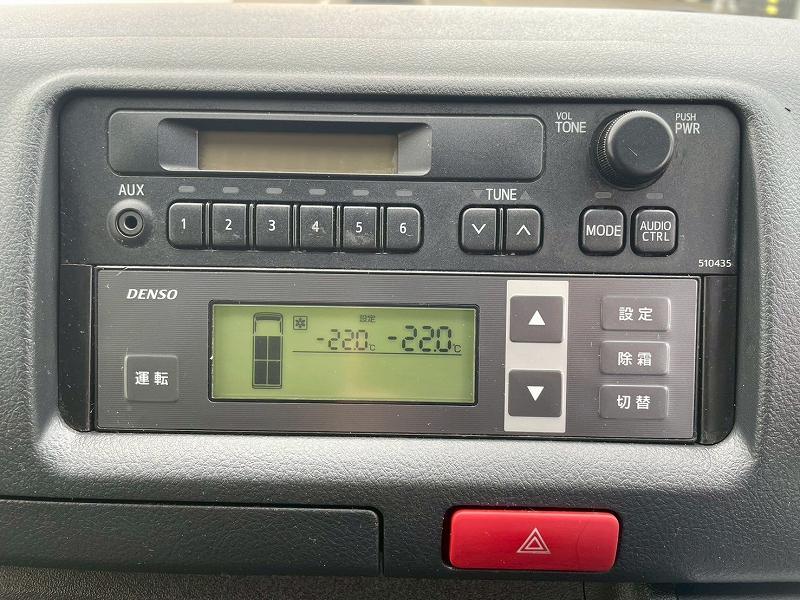 VOL
TONE
PUSH
PWR
AUX
TUNE
1 2 3 4 5 6
MODE
AUDIO
CTRL
510435
DENSO
運転
設定
-22.0℃ -22.0℃
設定
除霜
切替